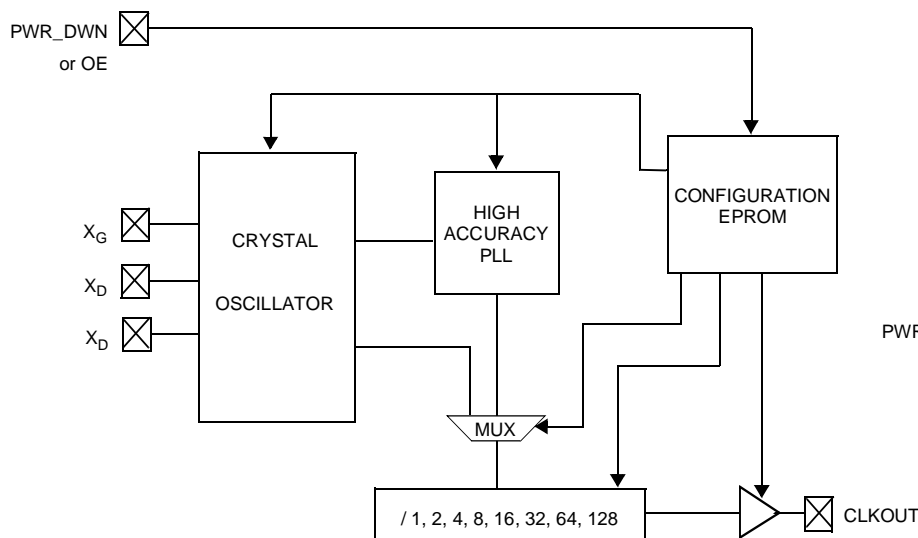 PWR_DWN
or OE
CONFIGURATION
EPROM
HIGH
ACCURACY
PLL
X_G
CRYSTAL
X_D
OSCILLATOR
X_D
PWR
MUX
/ 1, 2, 4, 8, 16, 32, 64, 128
CLKOUT